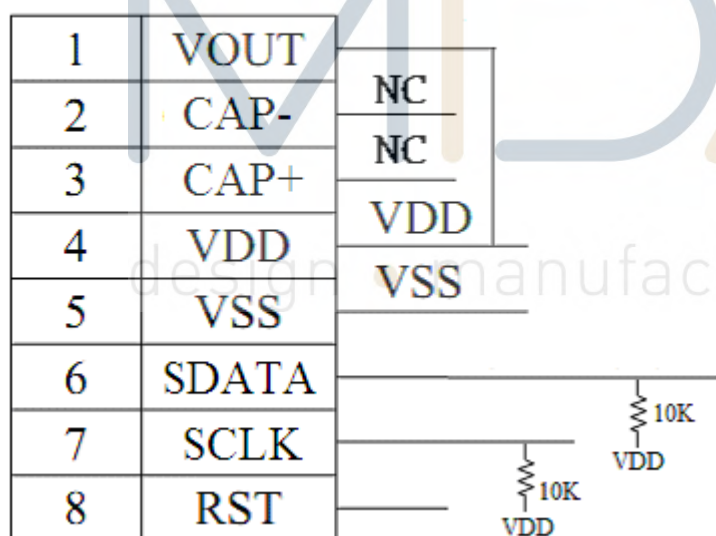 1 VOUT
2 CAP- NC
3 CAP+ NC
4 VDD VDD
5 VSS VSS
6 SDATA
7 SCLK 10K
VDD
8 RST 10K
VDD
design manufac